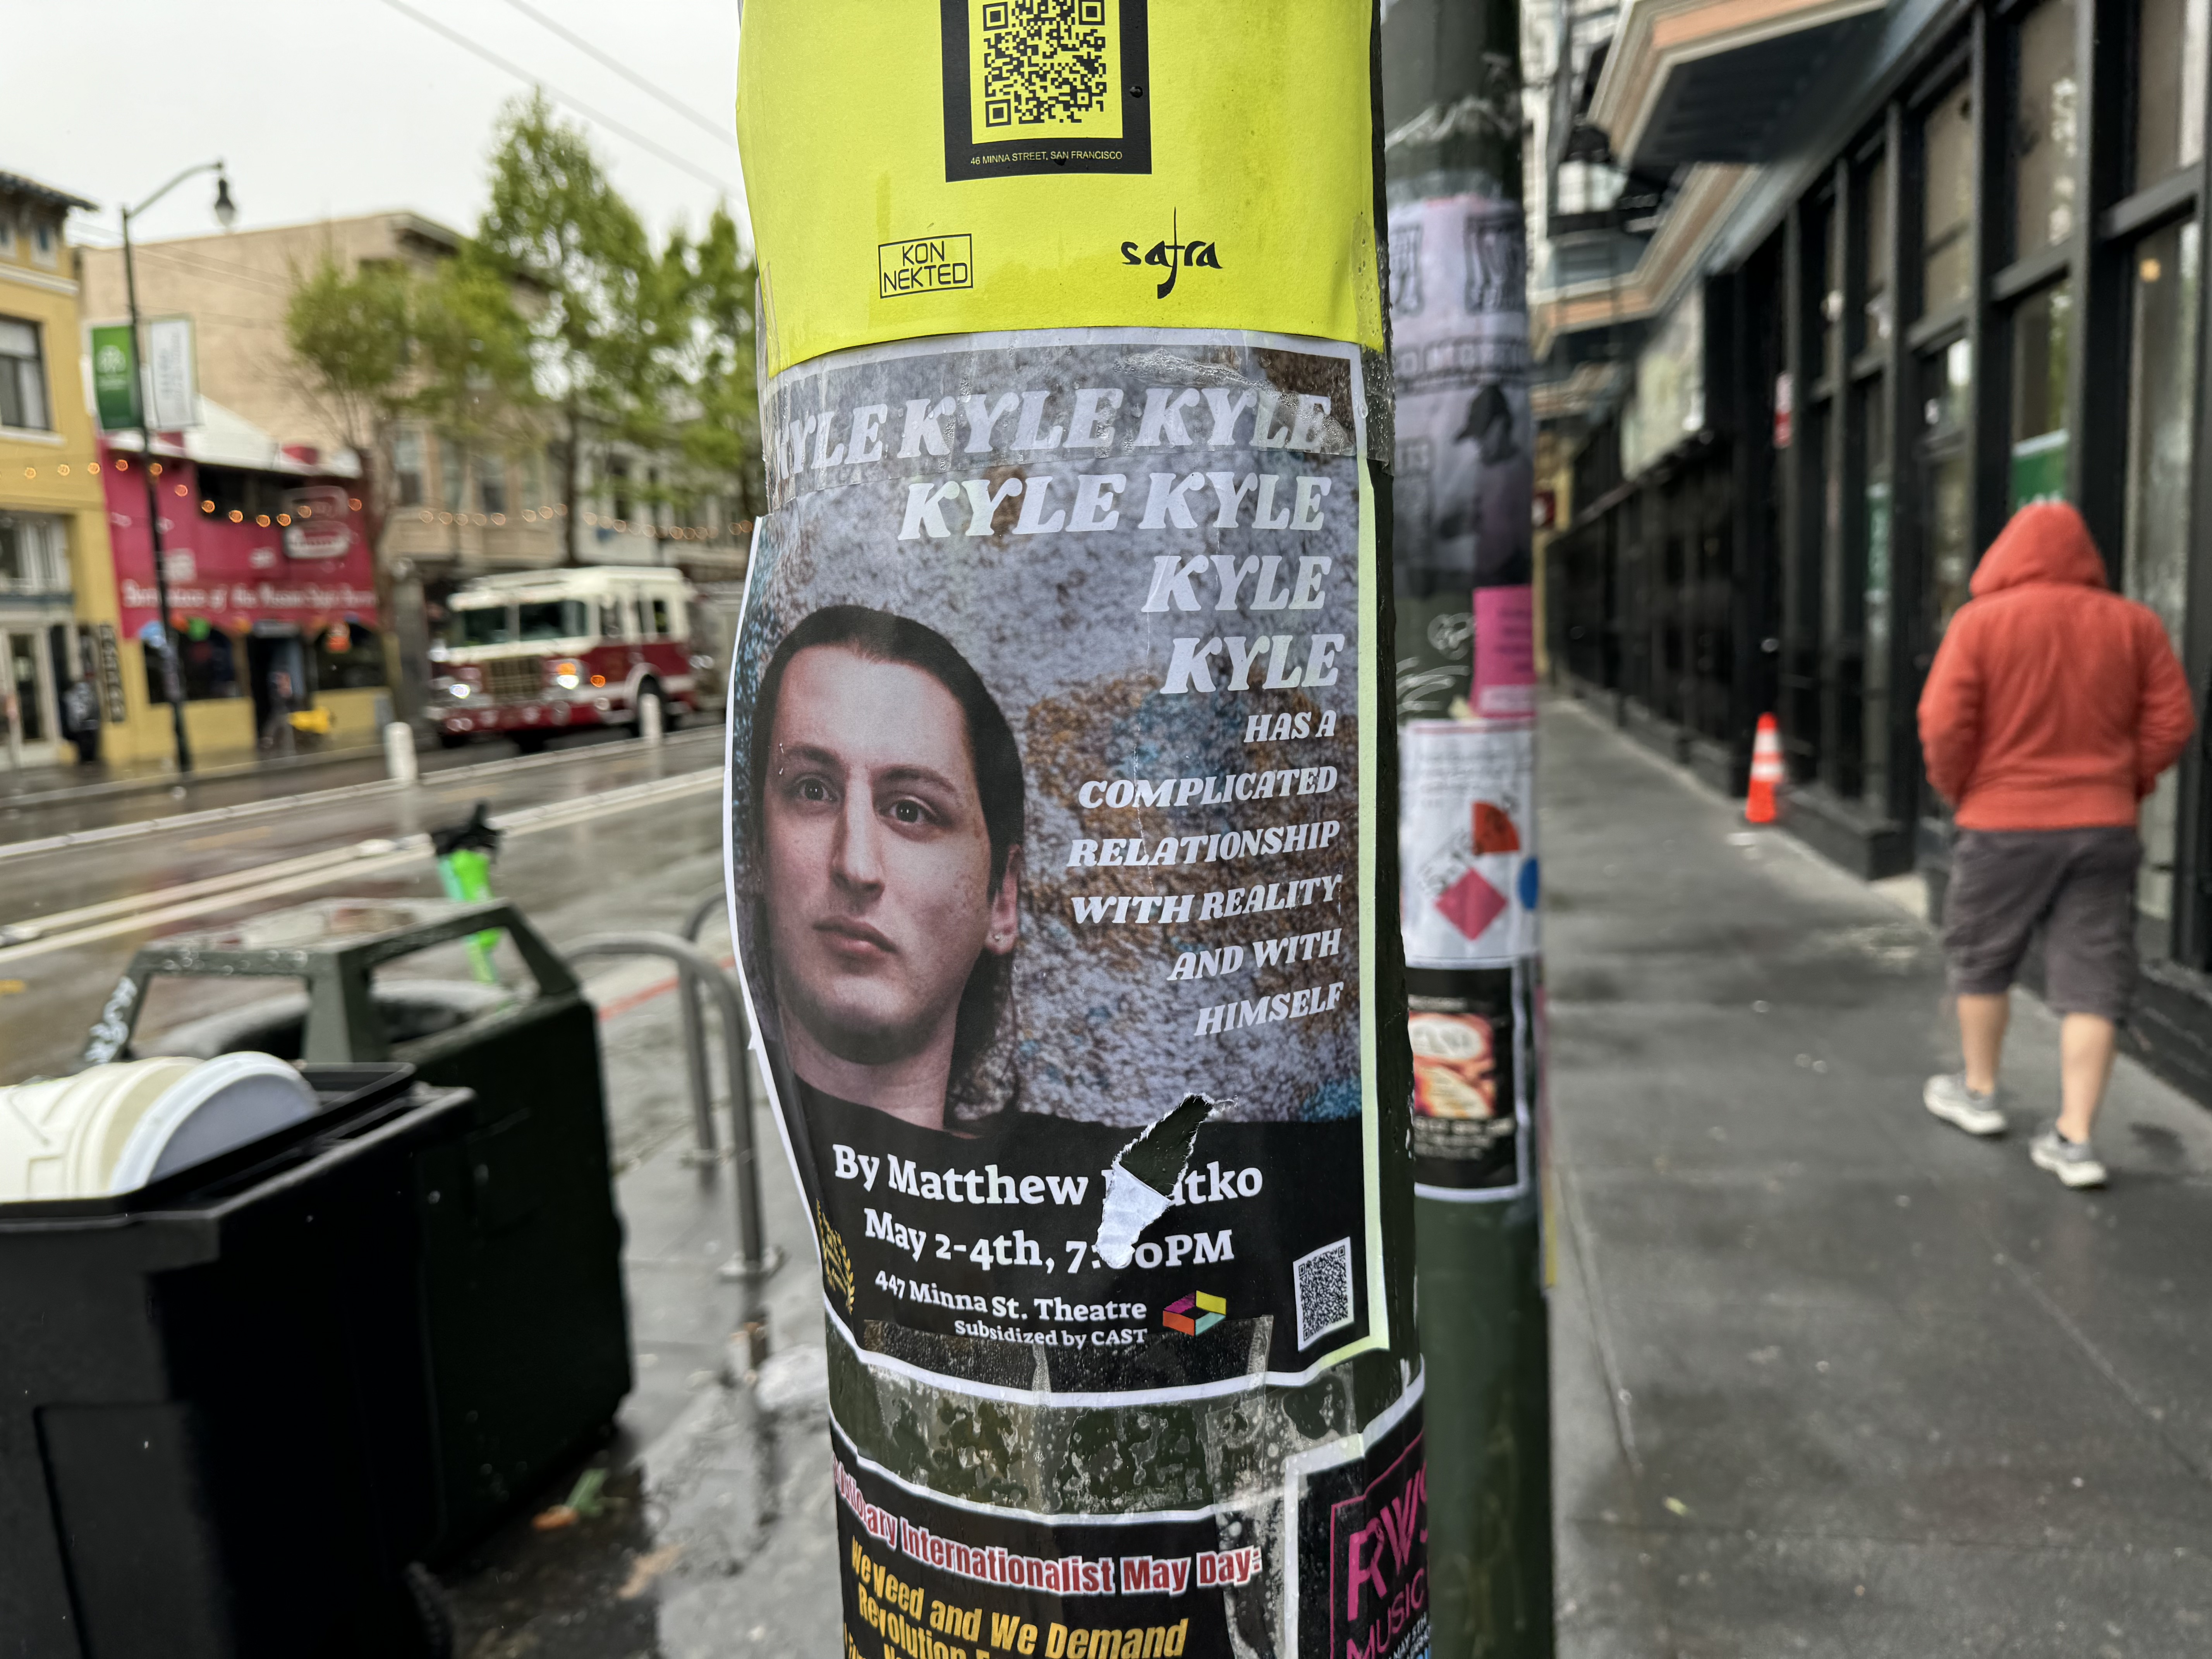 46 MINNA STREET, SAN FRANCISCO
KON
NEKTED
safra
KYLE KYLE KYLE
KYLE KYLE
KYLE
KYLE
HAS A
COMPLICATED
RELATIONSHIP
WITH REALITY
AND WITH
HIMSELF
By Matthew
May 2-4th,
447 Minna St. Theatre
Subsidized by CAST
Internationalist May Day:
We Need and We Demand
Revolution
MUSIC